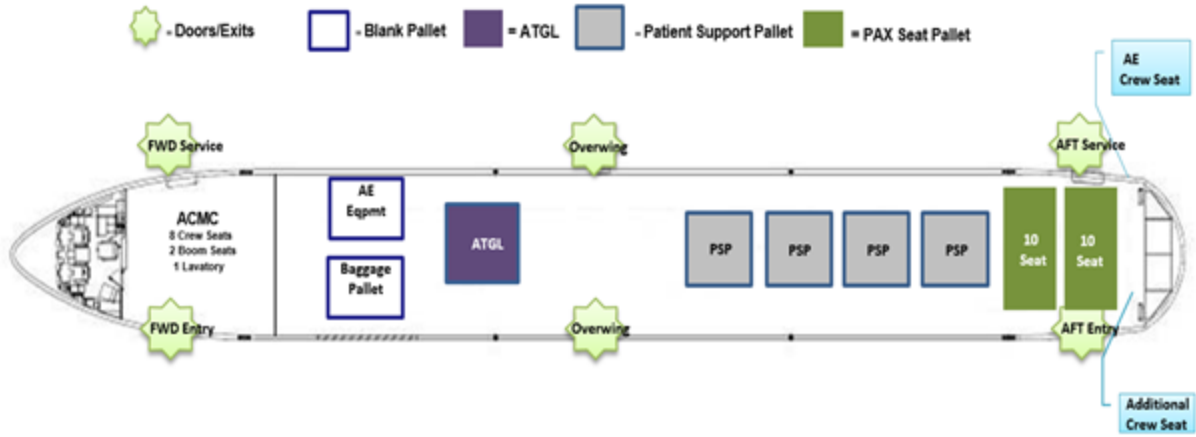 - Doors/Exits
- Blank Pallet
= ATGL
- Patient Support Pallet
= PAX Seat Pallet
AE
Crew Seat
FWD Service
Overwing
AFT Service
ACMC
8 Crew Seats
2 Boom Seats
1 Lavatory
AE
Eqpmt
Baggage
Pallet
ATGL
PSP
PSP
PSP
PSP
10
Seat
10
Seat
FWD Entry
Overwing
AFT Entry
Additional
Crew Seat